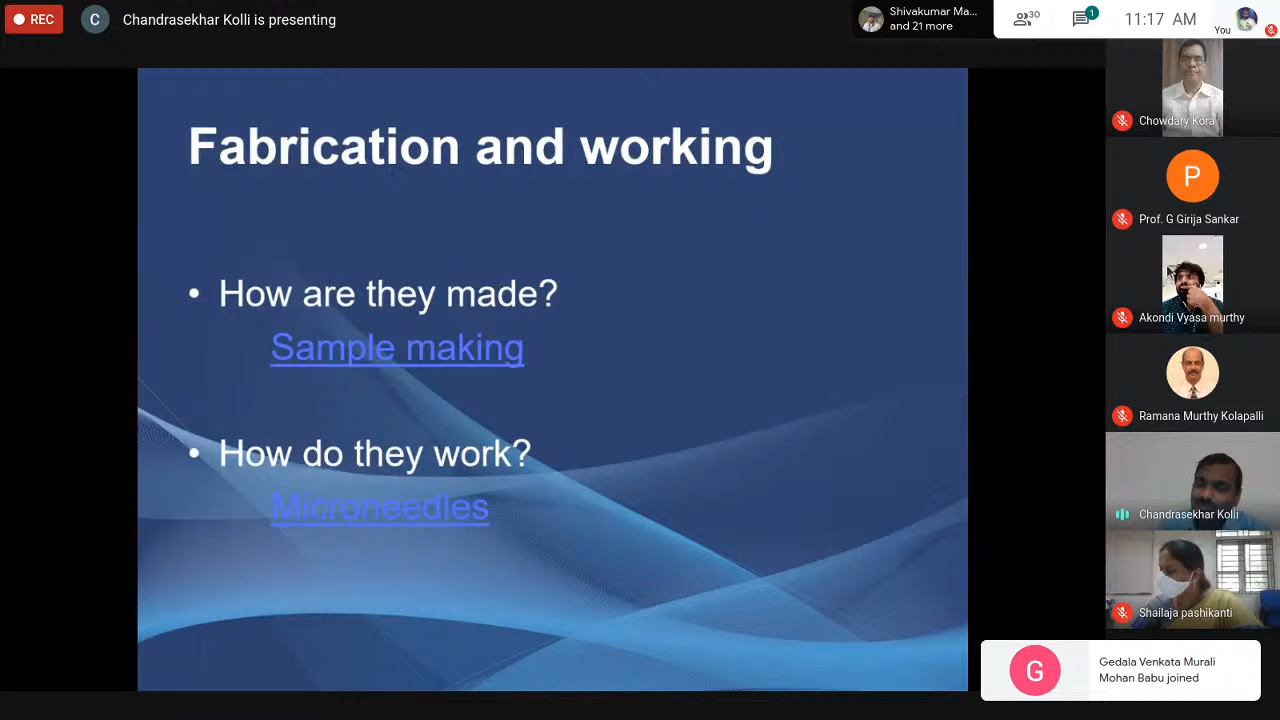 REC
C
Chandrasekhar Kolli is presenting
Shivakumar Ma...
and 21 more
30
1
11:17 AM
You
Fabrication and working
• How are they made?
Sample making
• How do they work?
Microneedles
Chowdary Kora
P
Prof. G Girija Sankar
Akondi Vyasa murthy
Ramana Murthy Kolapalli
Chandrasekhar Kolli
Shailaja pashikanti
G
Gedala Venkata Murali
Mohan Babu joined